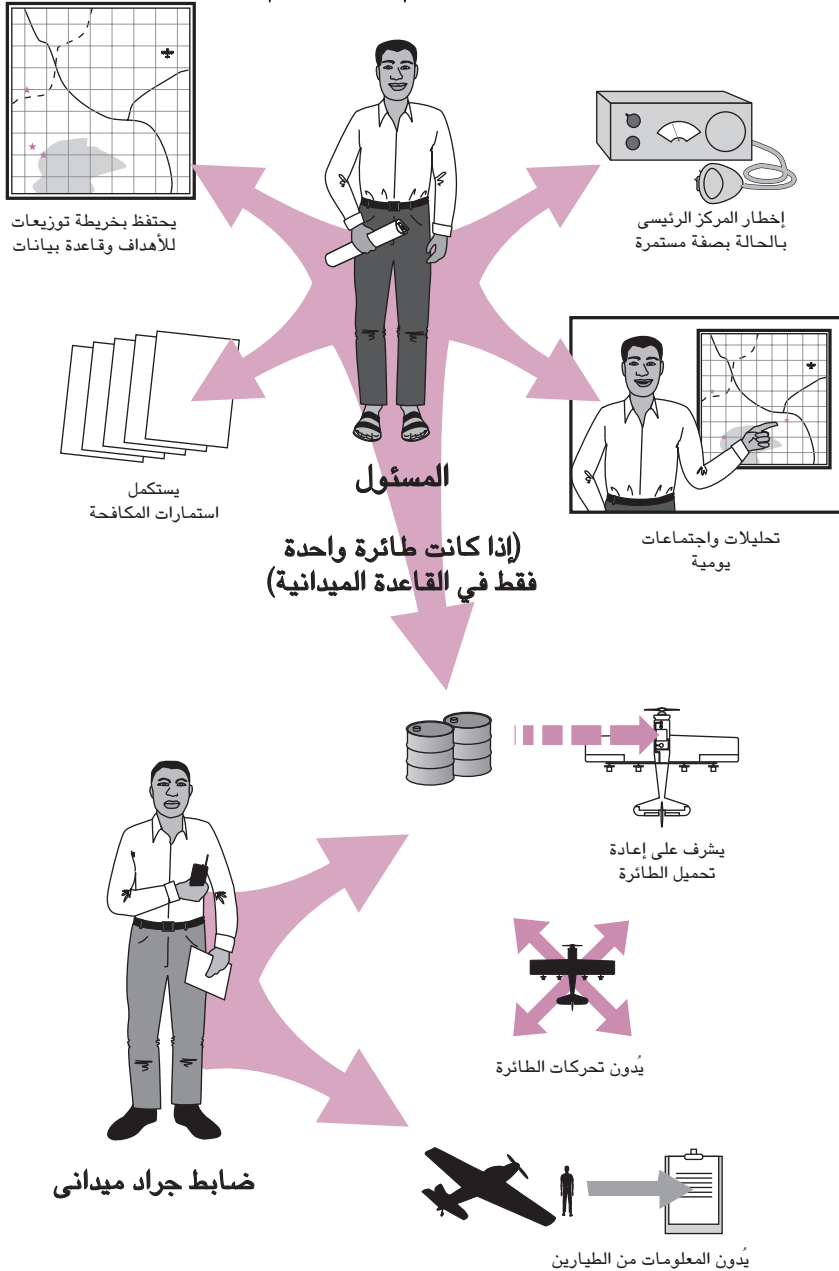 يحتفظ بخريطة توزيعات
للأهداف وقاعدة بيانات
إخطار المركز الرئيسى
بالحالة بصفة مستمرة
يستكمل
استمارات المكافحة
المسئول
تحليلات واجتماعات
يومية
(إذا كانت طائرة واحدة
فقط في القاعدة الميدانية)
يشرف على إعادة
تحميل الطائرة
يُدون تحركات الطائرة
ضابط جراد ميدانى
يُدون المعلومات من الطيارين